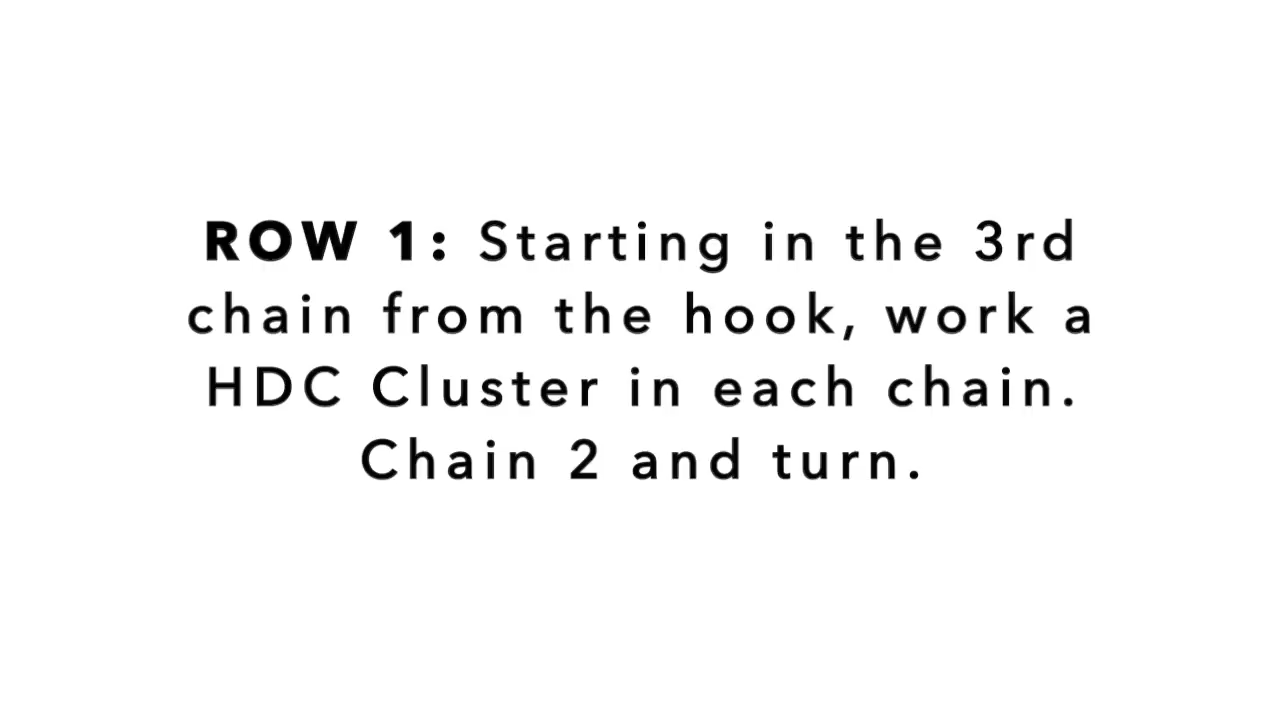 ROW 1: Starting in the 3rd
chain from the hook, work a
HDC Cluster in each chain.
Chain 2 and turn.